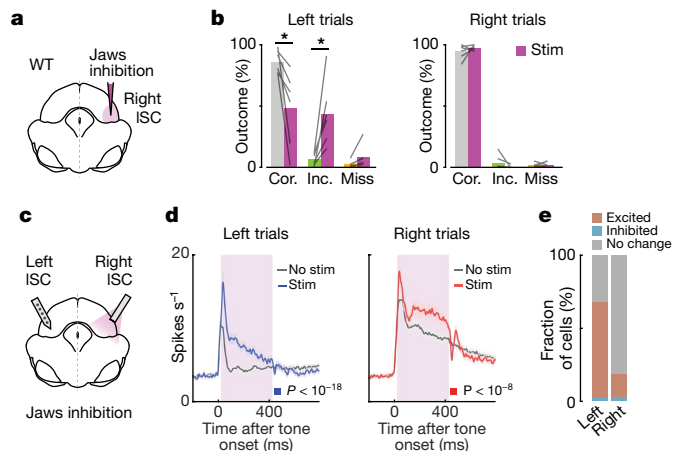 a
WT
Jaws
inhibition
Right
lSC
b
Left trials
Right trials
* *
Stim
Outcome (%)
100
0
Cor. Inc. Miss
Outcome (%)
100
0
Cor. Inc. Miss
c
Left
lSC
Right
lSC
Jaws inhibition
d
Left trials
Right trials
Spikes s⁻¹
20
0
No stim
Stim
P < 10⁻¹⁸
0 400
Time after tone
onset (ms)
No stim
Stim
P < 10⁻⁸
0 400
Time after tone
onset (ms)
e
Excited
Inhibited
No change
Fraction
of cells (%)
100
0
Left
Right